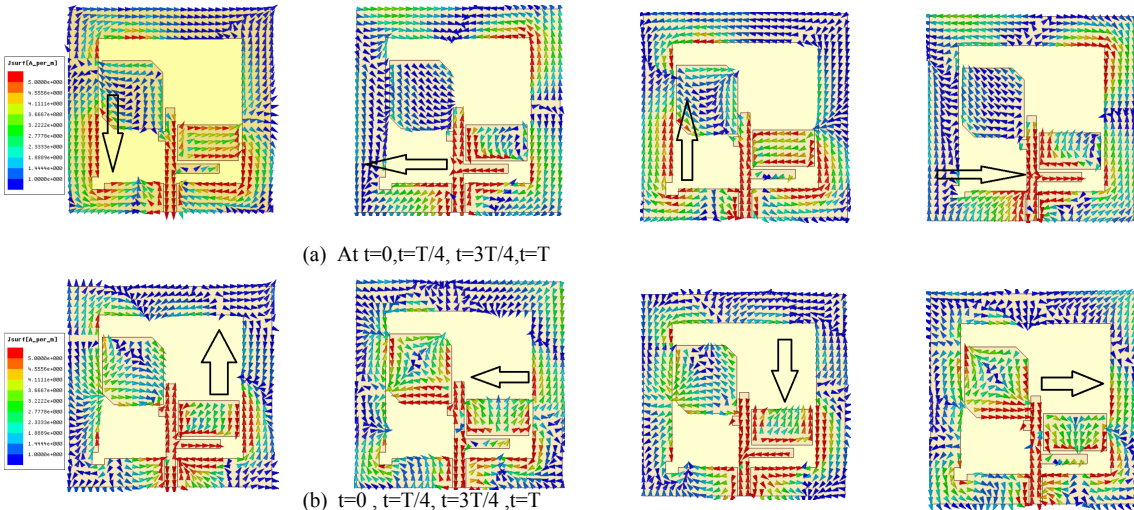 Jsurf[A_per_m]
5.0000e+000
4.5556e+000
4.1111e+000
3.6667e+000
3.2222e+000
2.7778e+000
2.3333e+000
1.8889e+000
1.4444e+000
1.0000e+000
(a) At t=0,t=T/4, t=3T/4,t=T
Jsurf[A_per_m]
5.0000e+000
4.5556e+000
4.1111e+000
3.6667e+000
3.2222e+000
2.7778e+000
2.3333e+000
1.8889e+000
1.4444e+000
1.0000e+000
(b) t=0 , t=T/4, t=3T/4 ,t=T